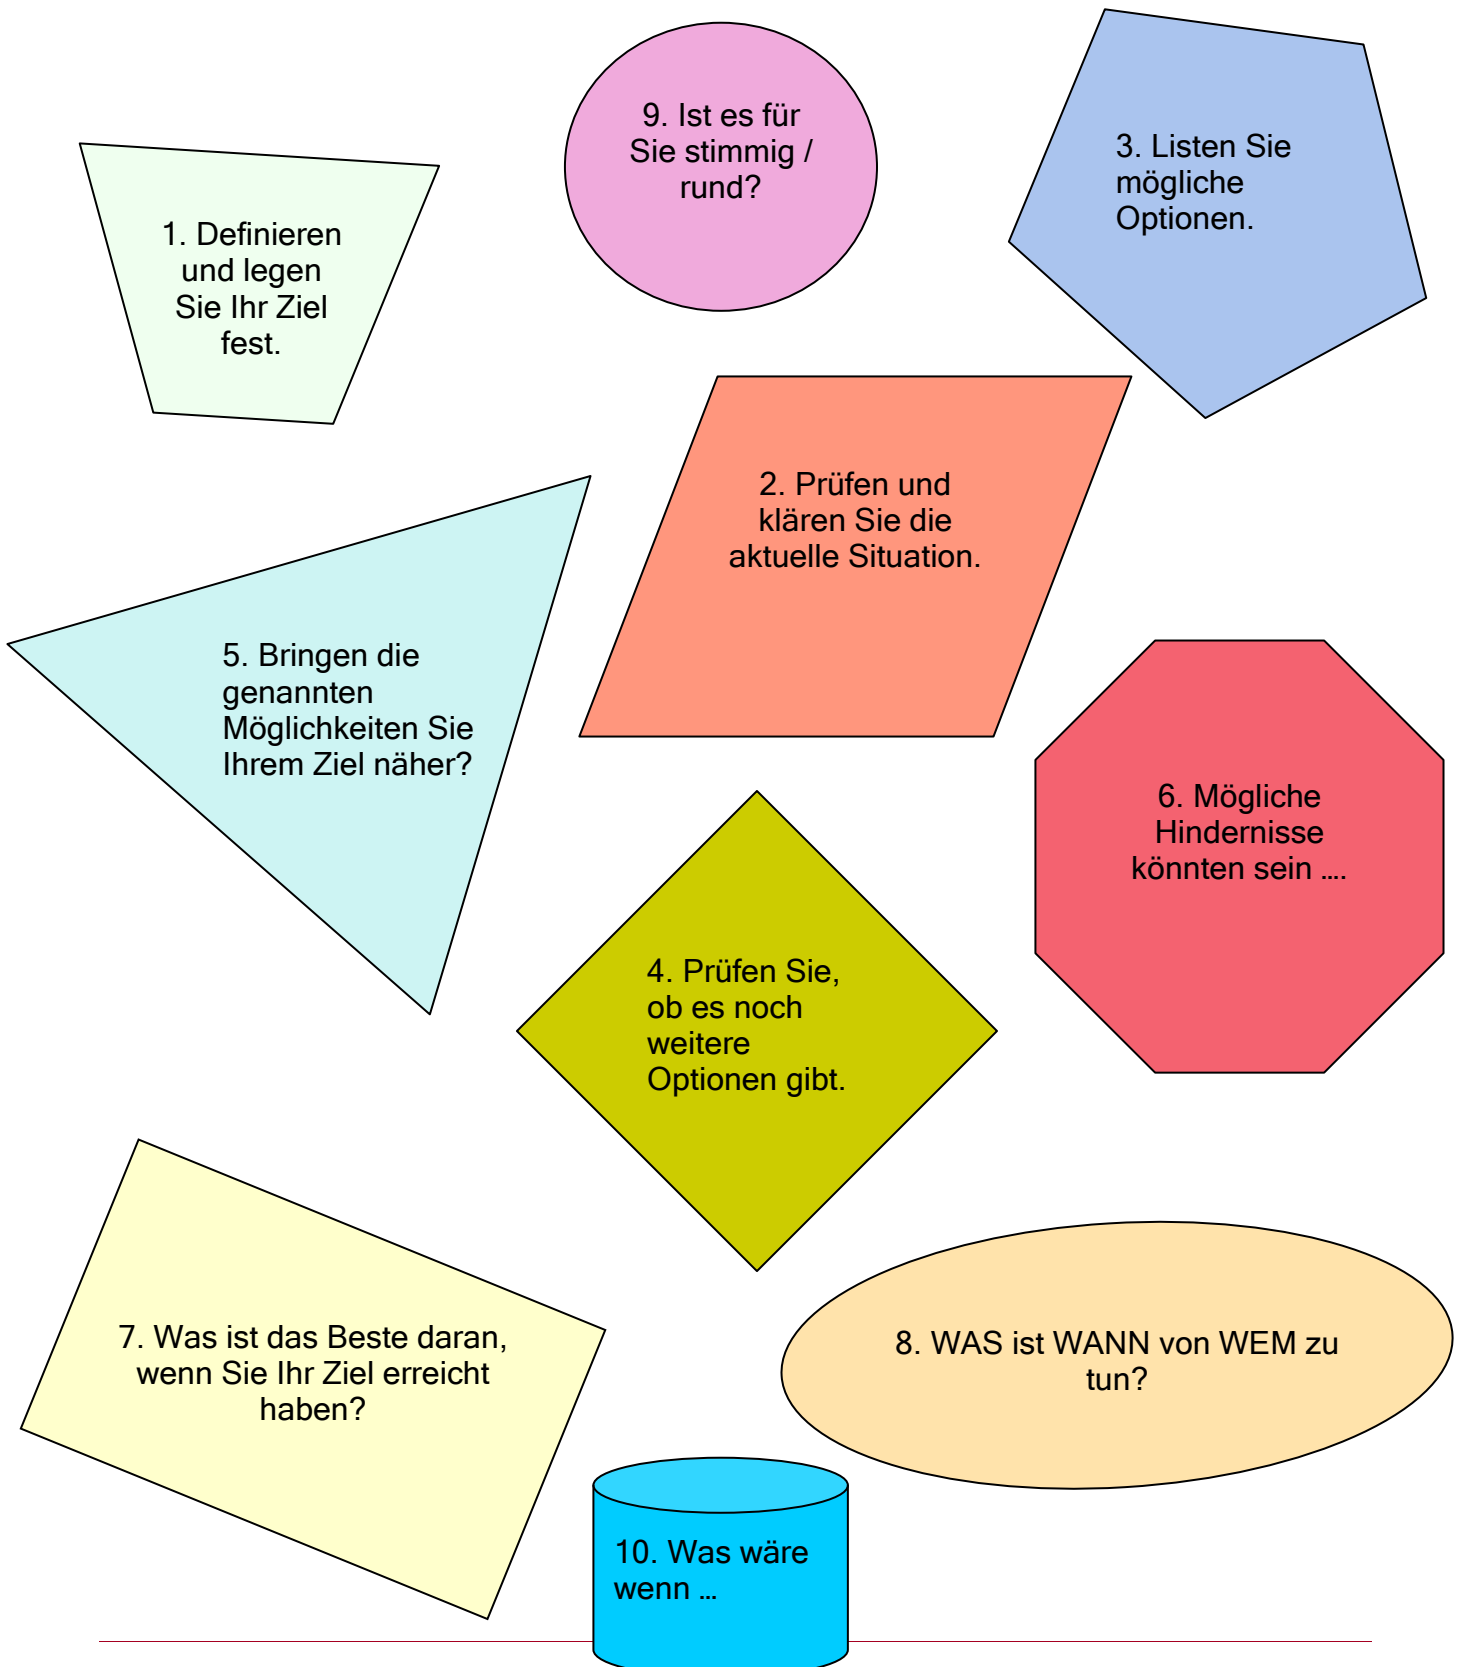 9. Ist es für
Sie stimmig /
rund?
3. Listen Sie
mögliche
Optionen.
1. Definieren
und legen
Sie Ihr Ziel
fest.
2. Prüfen und
klären Sie die
aktuelle Situation.
5. Bringen die
genannten
Möglichkeiten Sie
Ihrem Ziel näher?
6. Mögliche
Hindernisse
könnten sein ....
4. Prüfen Sie,
ob es noch
weitere
Optionen gibt.
7. Was ist das Beste daran,
wenn Sie Ihr Ziel erreicht
haben?
8. WAS ist WANN von WEM zu
tun?
10. Was wäre
wenn ...